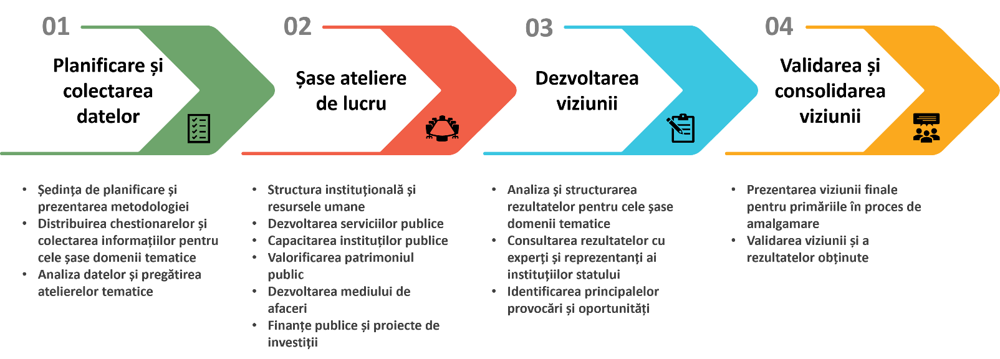 01
Planificare și
colectarea
datelor
• Ședința de planificare și
prezentarea metodologiei
• Distribuirea chestionarelor și
colectarea informațiilor pentru
cele șase domenii tematice
• Analiza datelor și pregătirea
atelierelor tematice
02
Șase ateliere
de lucru
• Structura instituțională și
resursele umane
• Dezvoltarea serviciilor publice
• Capacitarea instituților publice
• Valorificarea patrimoniul
public
• Dezvoltarea mediului de
afaceri
• Finanțe publice și proiecte de
investiții
03
Dezvoltarea
viziunii
• Analiza și structurarea
rezultatelor pentru cele șase
domenii tematice
• Consultarea rezultatelor cu
experți și reprezentanți ai
instituțiilor statului
• Identificarea principalelor
provocări și oportunități
04
Validarea și
consolidarea
viziunii
• Prezentarea viziunii finale
pentru primăriile în proces de
amalgamare
• Validarea viziunii și a
rezultatelor obținute